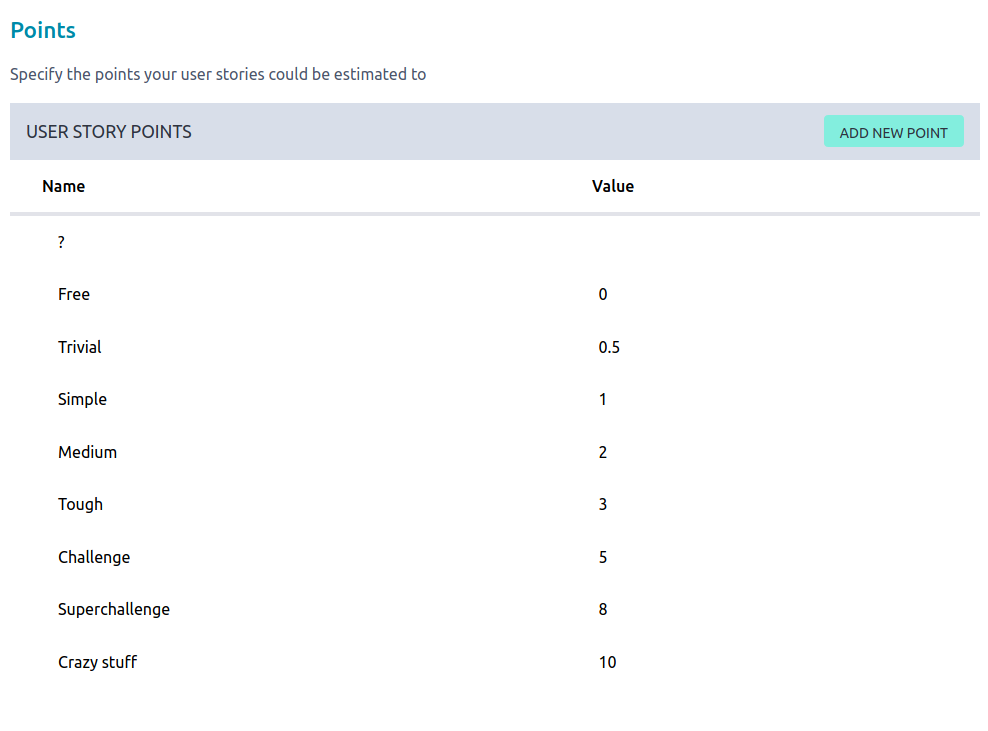 Points
Specify the points your user stories could be estimated to
USER STORY POINTS ADD NEW POINT
Name Value
?
Free 0
Trivial 0.5
Simple 1
Medium 2
Tough 3
Challenge 5
Superchallenge 8
Crazy stuff 10